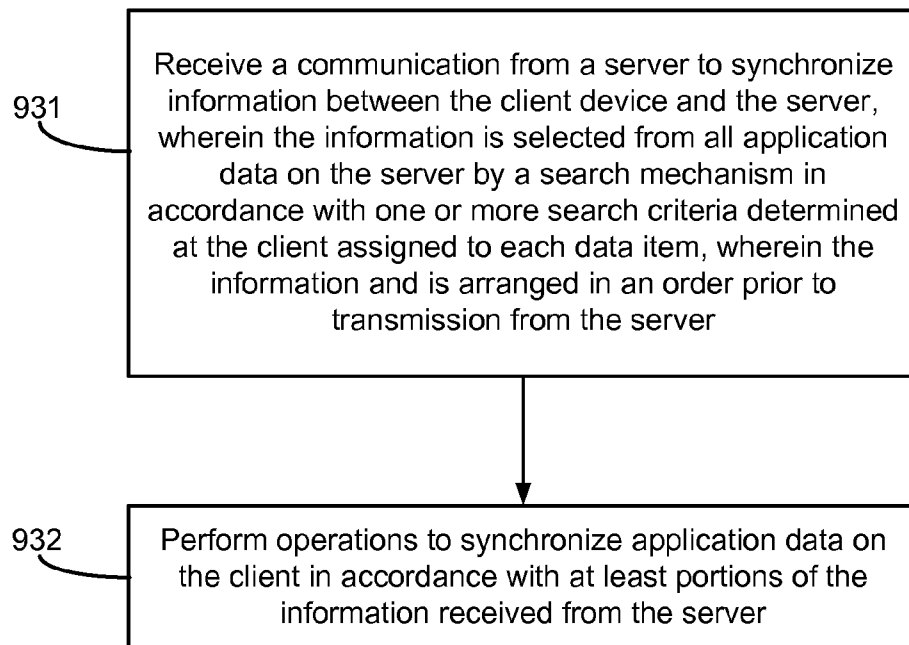 931
Receive a communication from a server to synchronize
information between the client device and the server,
wherein the information is selected from all application
data on the server by a search mechanism in
accordance with one or more search criteria determined
at the client assigned to each data item, wherein the
information and is arranged in an order prior to
transmission from the server
932
Perform operations to synchronize application data on
the client in accordance with at least portions of the
information received from the server